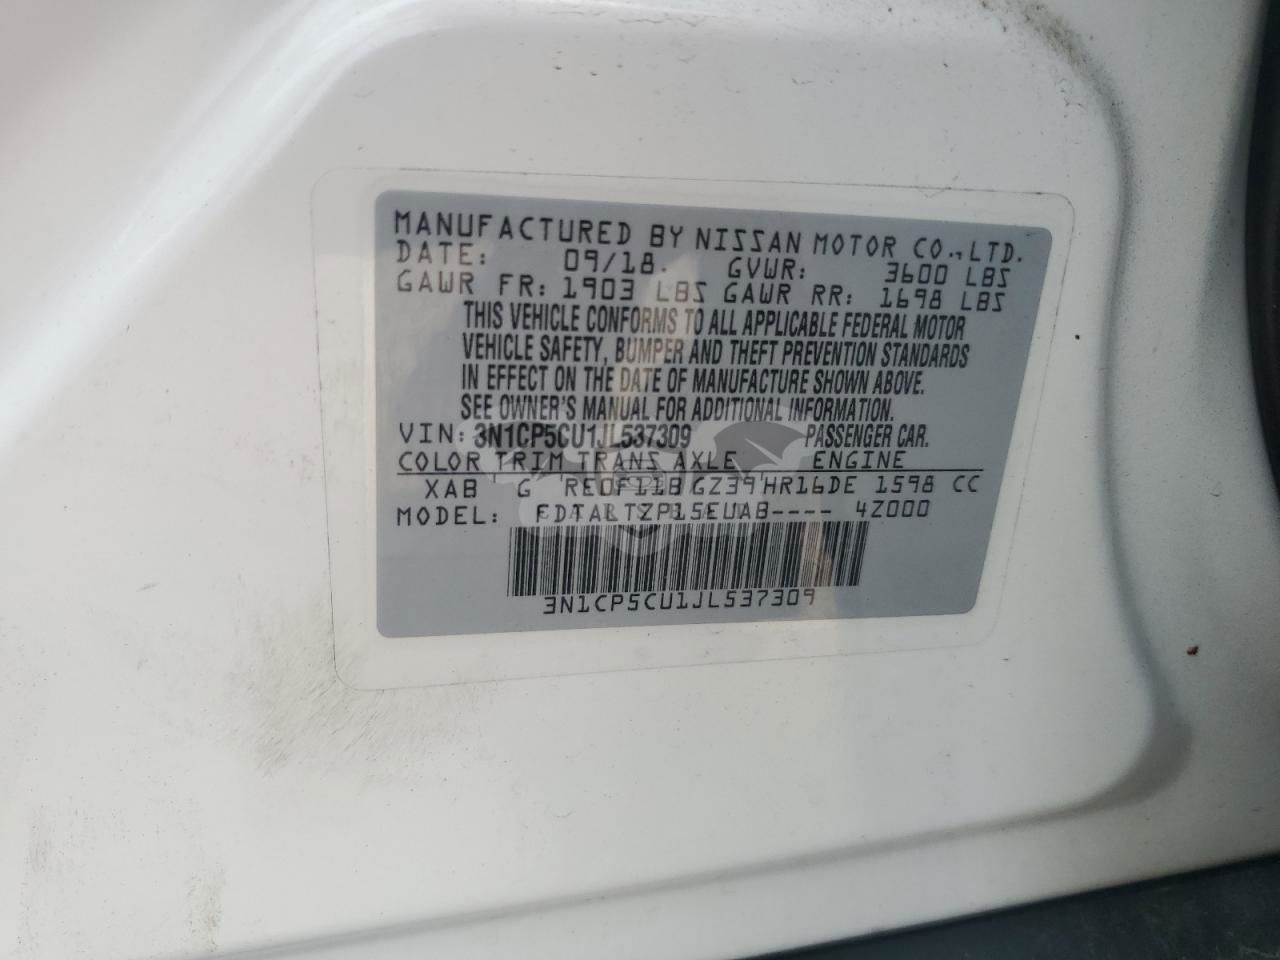 MANUFACTURED BY NISSAN MOTOR CO.,LTD.
DATE: 09/18. GVWR: 3600 LBS
GAWR FR: 1903 LBS GAWR RR: 1698 LBS
THIS VEHICLE CONFORMS TO ALL APPLICABLE FEDERAL MOTOR
VEHICLE SAFETY, BUMPER AND THEFT PREVENTION STANDARDS
IN EFFECT ON THE DATE OF MANUFACTURE SHOWN ABOVE.
SEE OWNER'S MANUAL FOR ADDITIONAL INFORMATION.
VIN: 3N1CP5CU1JL537309 PASSENGER CAR.
COLOR TRIM TRANS AXLE ENGINE
XAB G RE0F11B GZ39 HR16DE 1598 CC
MODEL: FDTALTZP15EUAB---- 4Z000
3N1CP5CU1JL537309